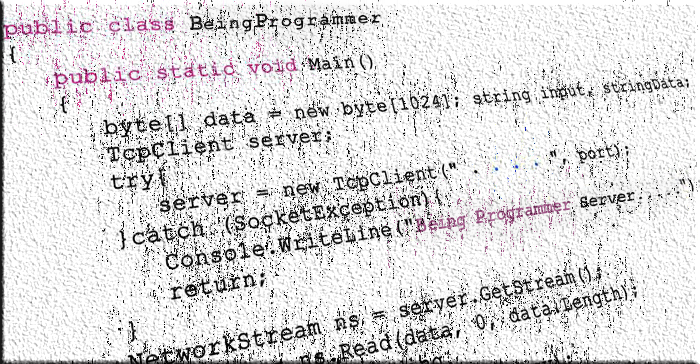 public class BeingProgrammer
{
public static void Main()
{
byte[] data = new byte[1024]; string input, stringData;
TcpClient server;
try{
server = new TcpClient(" . . . . ", port);
}catch (SocketException){
Console.WriteLine("Being Programmer Server.....")
return;
}
NetworkStream ns = server.GetStream();
ns.Read(data, 0, data.Length);